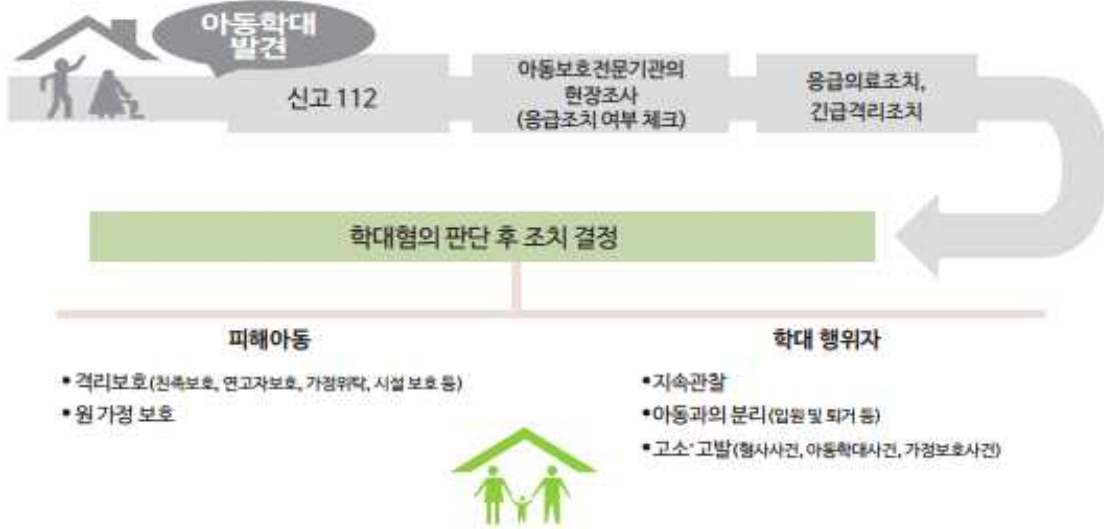 아동학대
발견
신고 112
아동보호전문기관의
현장조사
(응급조치 여부 체크)
응급의료조치,
긴급격리조치
학대혐의 판단 후 조치 결정
피해아동
• 격리보호(친족보호, 연고자보호, 가정위탁, 시설 보호 등)
• 원 가정 보호
학대 행위자
• 지속관찰
• 아동과의 분리(입원 및 퇴거 등)
• 고소·고발(형사사건, 아동학대사건, 가정보호사건)